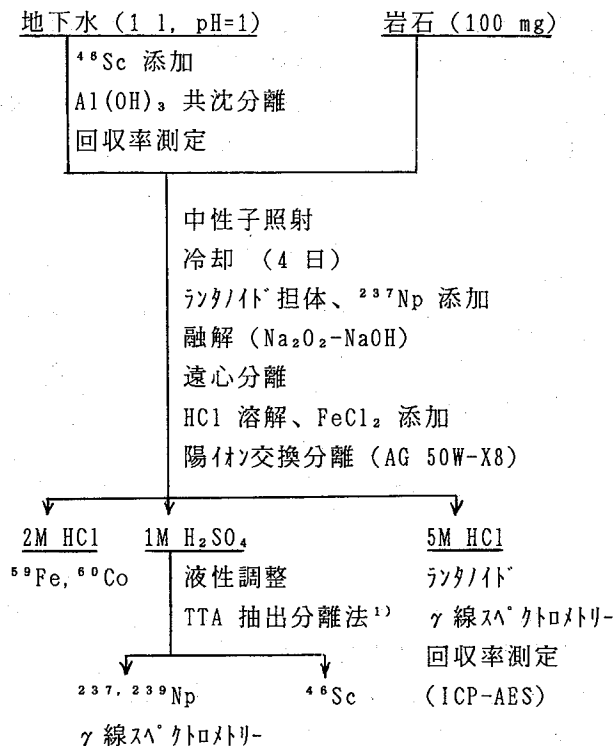 地下水 (1 l, pH=1)
岩石 (100 mg)
⁴⁶Sc 添加
Al(OH)₃ 共沈分離
回収率測定
中性子照射
冷却 (4 日)
ﾗﾝﾀﾉｲﾄﾞ担体、²³⁷Np 添加
融解 (Na₂O₂-NaOH)
遠心分離
HCl 溶解、FeCl₂ 添加
陽ｲｵﾝ交換分離 (AG 50W-X8)
2M HCl
1M H₂SO₄
5M HCl
⁵⁹Fe, ⁶⁰Co
液性調整
TTA 抽出分離法¹⁾
ﾗﾝﾀﾉｲﾄﾞ
γ 線ｽﾍﾟｸﾄﾛﾒﾄﾘｰ
回収率測定
(ICP-AES)
²³⁷,²³⁹Np
⁴⁶Sc
γ 線ｽﾍﾟｸﾄﾛﾒﾄﾘｰ